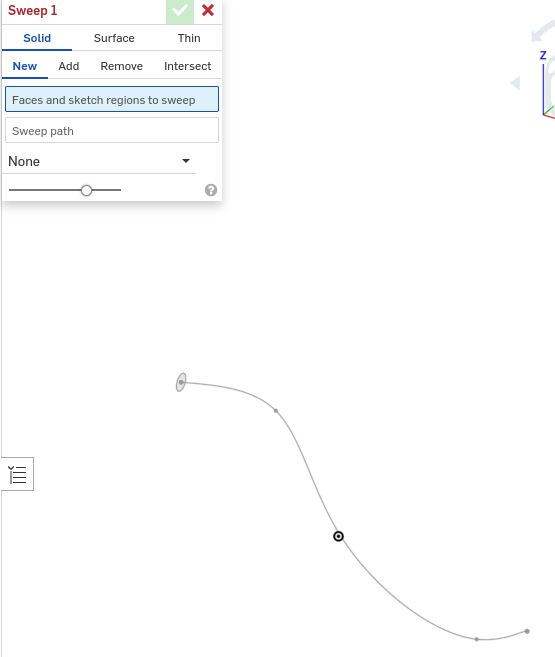 Sweep 1
Solid Surface Thin
New Add Remove Intersect
Faces and sketch regions to sweep
Sweep path
None
?
Z